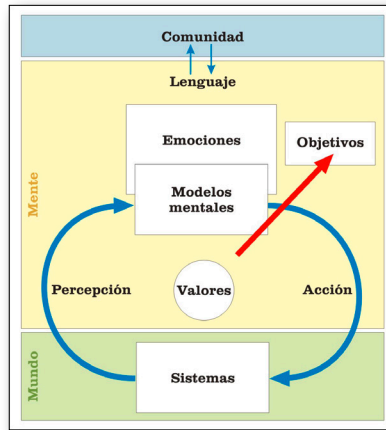 Comunidad
Lenguaje
Emociones
Objetivos
Modelos
mentales
Mente
Percepción
Valores
Acción
Mundo
Sistemas